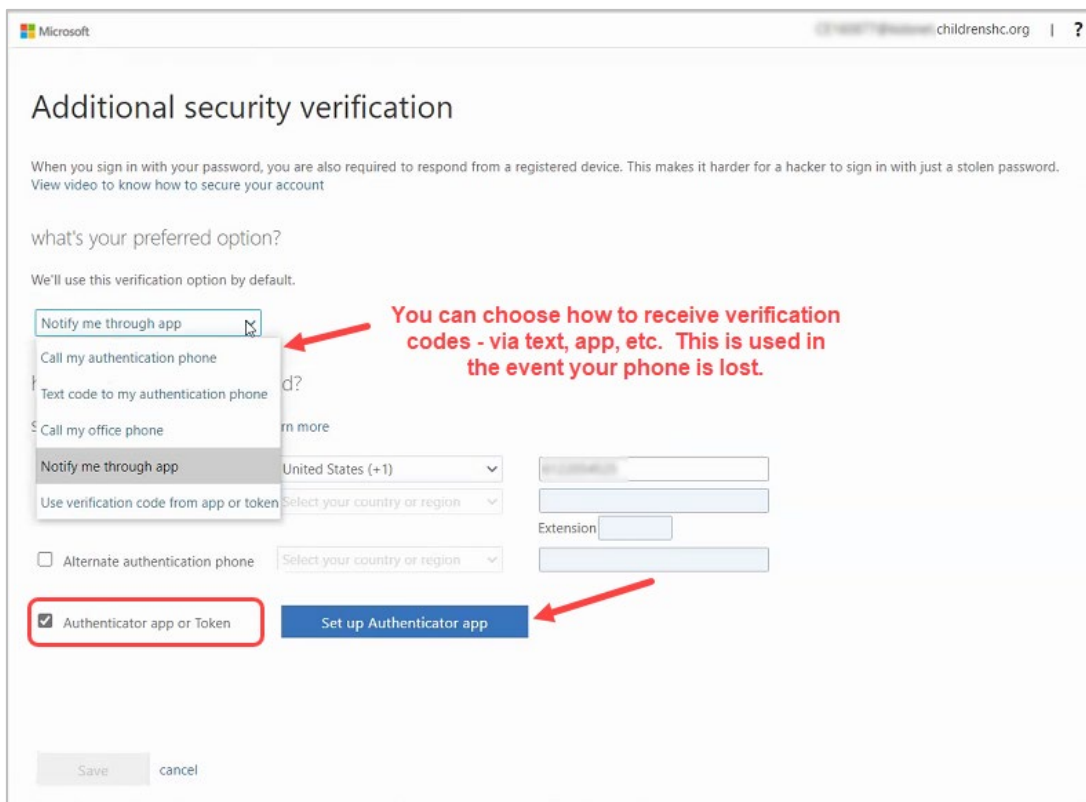 Microsoft
childrenshc.org | ?
Additional security verification
When you sign in with your password, you are also required to respond from a registered device. This makes it harder for a hacker to sign in with just a stolen password.
View video to know how to secure your account
what's your preferred option?
We'll use this verification option by default.
Notify me through app
You can choose how to receive verification
codes - via text, app, etc. This is used in
the event your phone is lost.
Call my authentication phone
d?
Text code to my authentication phone
Call my office phone
rn more
Notify me through app
United States (+1)
Use verification code from app or token
Select your country or region
Extension
Alternate authentication phone
Select your country or region
Authenticator app or Token
Set up Authenticator app
Save cancel